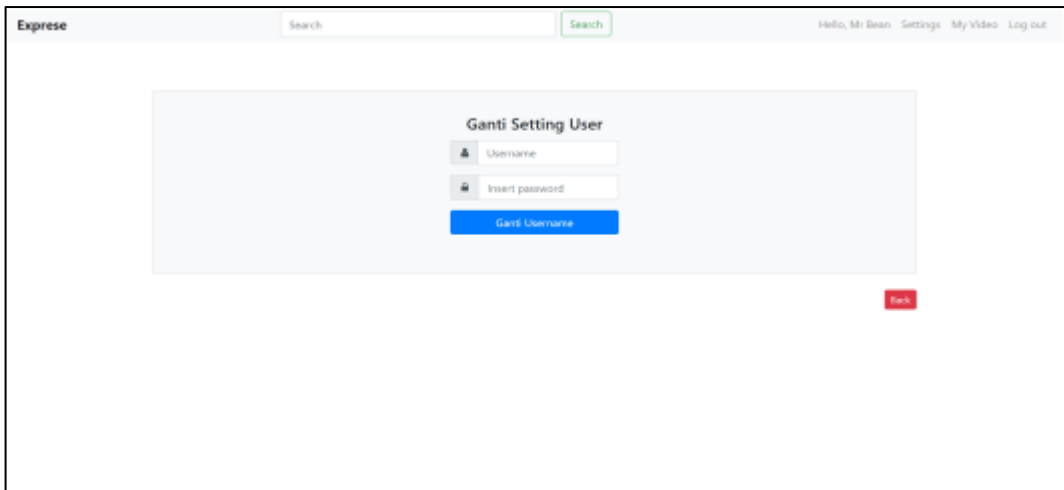 Exprese Search Search Hello, Mr Bean Settings My Video Log out
Ganti Setting User
Username
Insert password
Ganti Username
Back